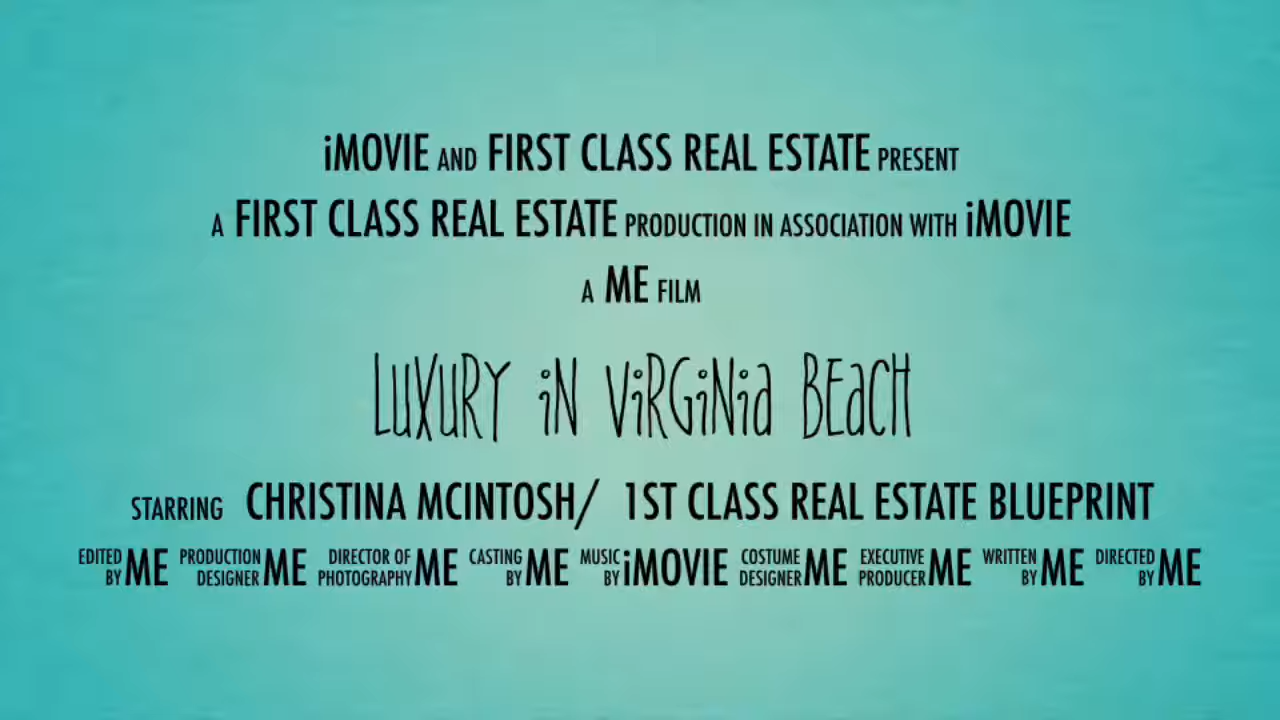 iMOVIE AND FIRST CLASS REAL ESTATE PRESENT
A FIRST CLASS REAL ESTATE PRODUCTION IN ASSOCIATION WITH iMOVIE
A ME FILM
LUXURY iN ViRGiNia BEaCH
STARRING CHRISTINA MCINTOSH/ 1ST CLASS REAL ESTATE BLUEPRINT
EDITED BY ME PRODUCTION DESIGNER ME DIRECTOR OF PHOTOGRAPHY ME CASTING BY ME MUSIC BY iMOVIE COSTUME DESIGNER ME EXECUTIVE PRODUCER ME WRITTEN BY ME DIRECTED BY ME